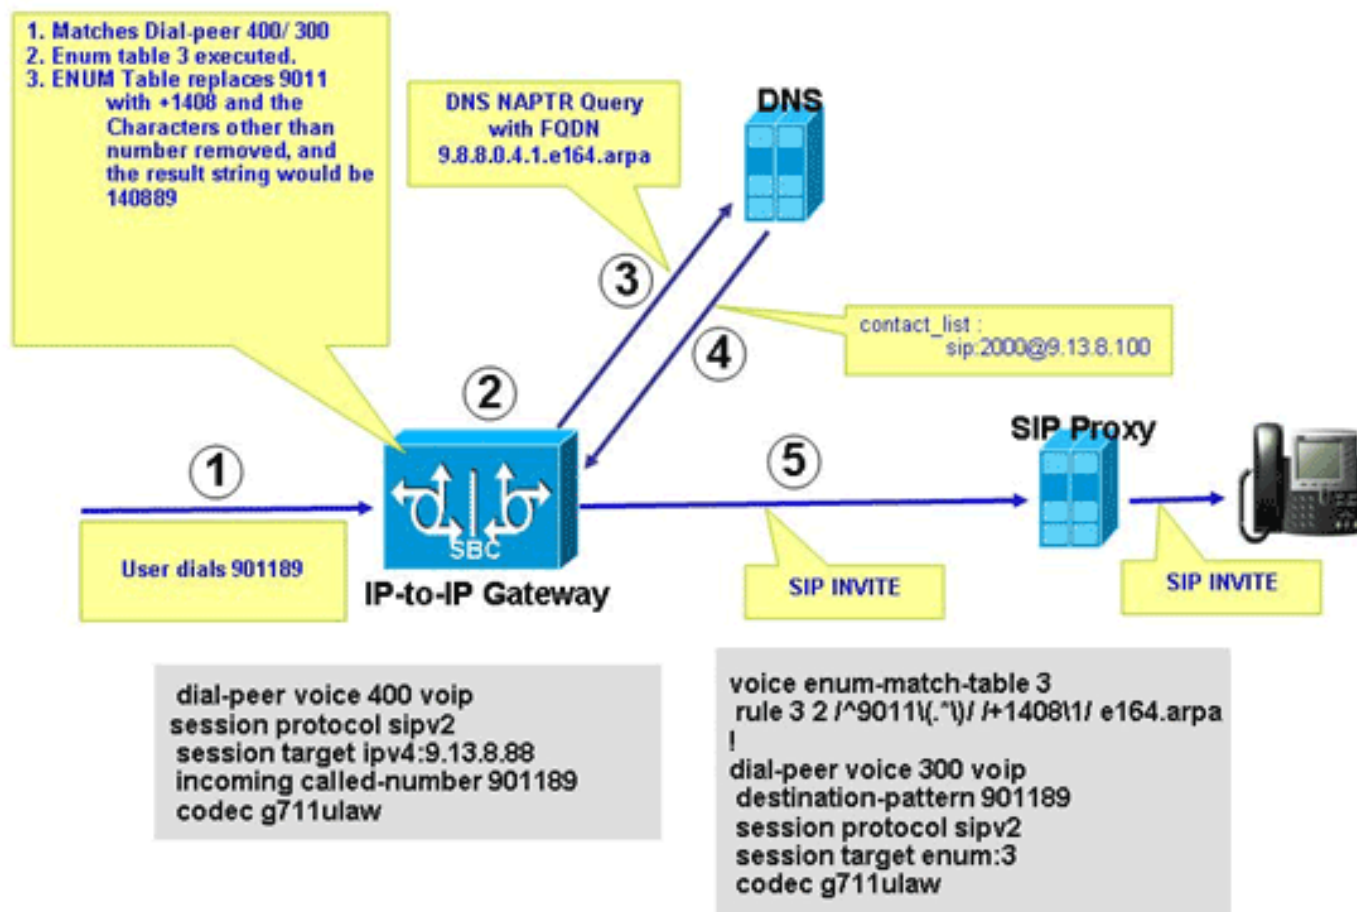 1. Matches Dial-peer 400/ 300
2. Enum table 3 executed.
3. ENUM Table replaces 9011
with +1408 and the
Characters other than
number removed, and
the result string would be
140889
DNS NAPTR Query
with FQDN
9.8.8.0.4.1.e164.arpa
DNS
3
4
contact_list :
sip:2000@9.13.8.100
2
1
User dials 901189
SBC
IP-to-IP Gateway
5
SIP INVITE
SIP Proxy
SIP INVITE
dial-peer voice 400 voip
session protocol sipv2
session target ipv4:9.13.8.88
incoming called-number 901189
codec g711ulaw
voice enum-match-table 3
rule 3 2 /^9011\(.*\)/ /+1408\1/ e164.arpa
!
dial-peer voice 300 voip
destination-pattern 901189
session protocol sipv2
session target enum:3
codec g711ulaw